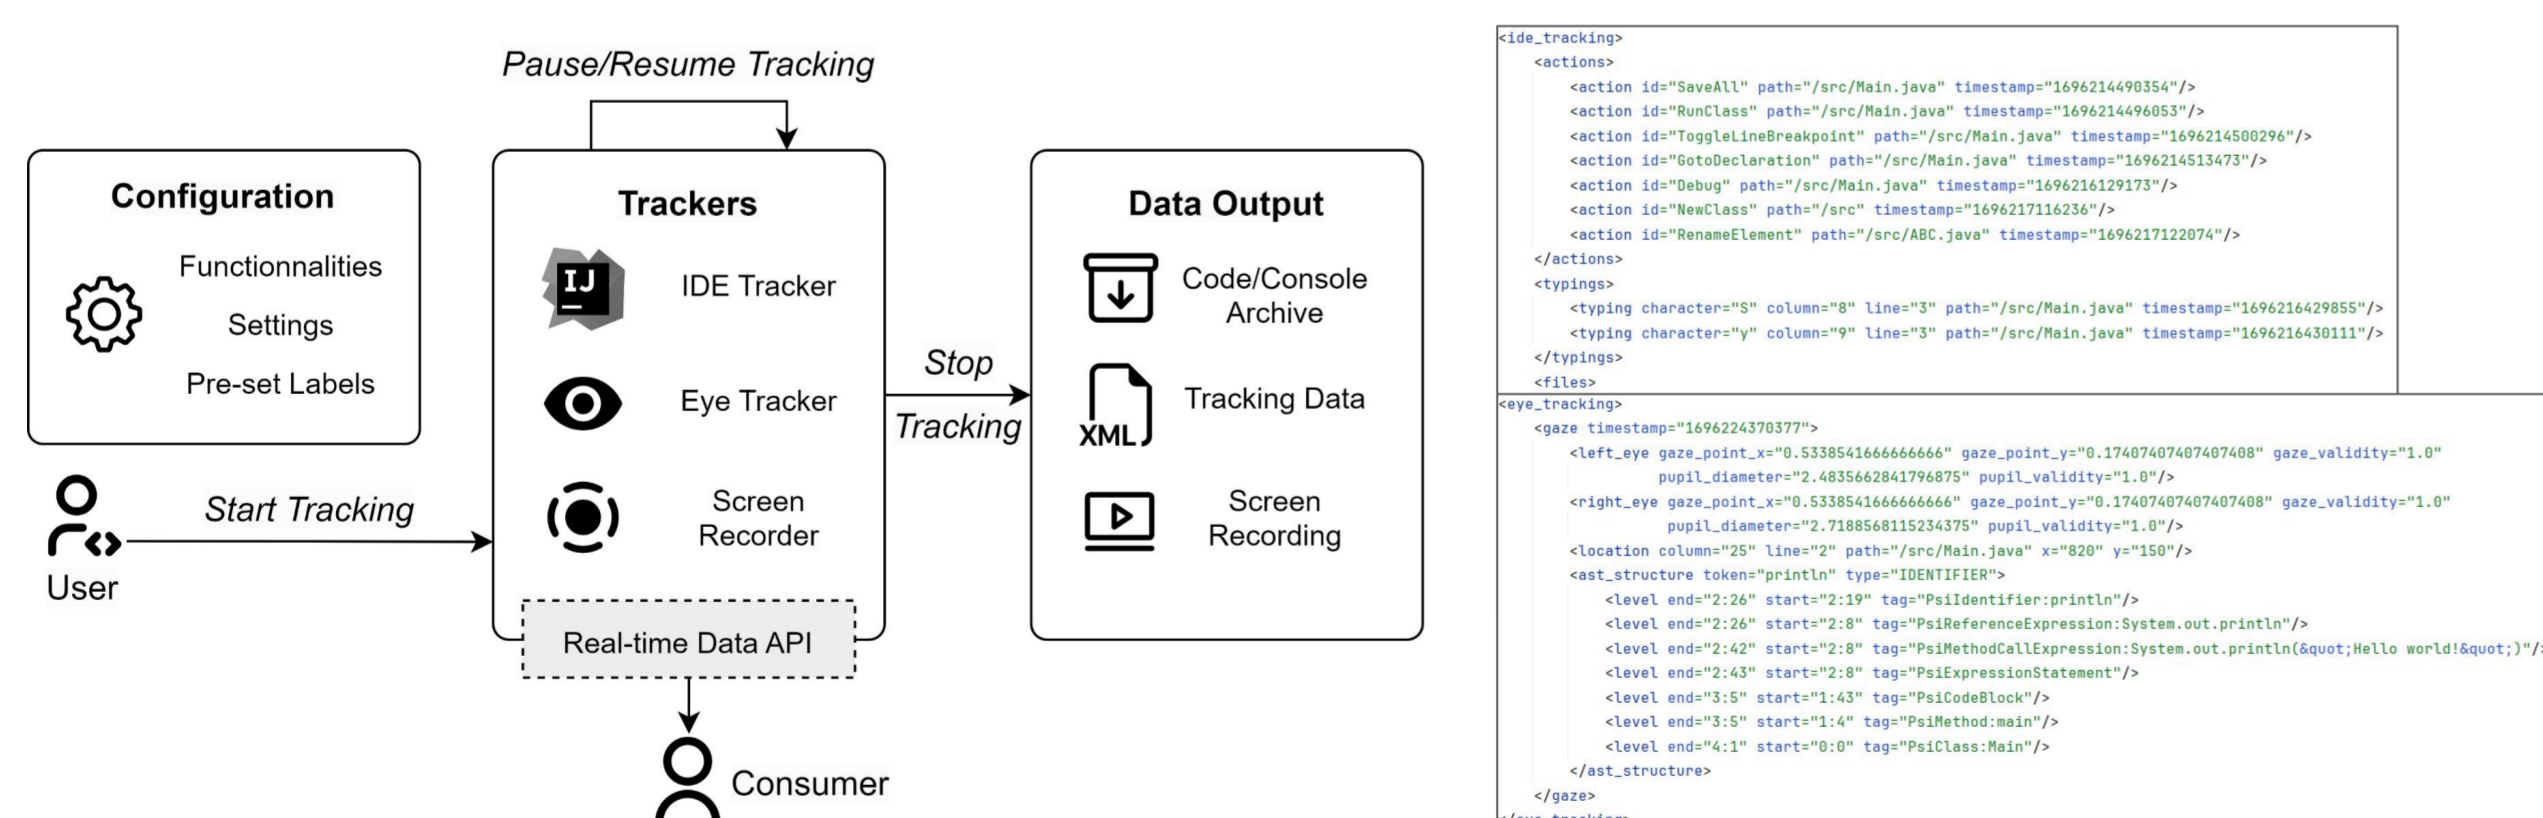 Pause/Resume Tracking
Configuration
Functionnalities
Settings
Pre-set Labels
User
Start Tracking
Trackers
IJ
IDE Tracker
Eye Tracker
Screen
Recorder
Real-time Data API
Consumer
Stop
Tracking
Data Output
Code/Console
Archive
XML
Tracking Data
Screen
Recording
<ide_tracking>
<actions>
<action id="SaveAll" path="/src/Main.java" timestamp="1696214490354"/>
<action id="RunClass" path="/src/Main.java" timestamp="1696214496053"/>
<action id="ToggleLineBreakpoint" path="/src/Main.java" timestamp="1696214500296"/>
<action id="GotoDeclaration" path="/src/Main.java" timestamp="1696214513473"/>
<action id="Debug" path="/src/Main.java" timestamp="1696216129173"/>
<action id="NewClass" path="/src" timestamp="1696217116236"/>
<action id="RenameElement" path="/src/ABC.java" timestamp="1696217122074"/>
</actions>
<typings>
<typing character="S" column="8" line="3" path="/src/Main.java" timestamp="1696216429855"/>
<typing character="y" column="9" line="3" path="/src/Main.java" timestamp="1696216430111"/>
</typings>
<files>
<eye_tracking>
<gaze timestamp="1696224370377">
<left_eye gaze_point_x="0.5338541666666666" gaze_point_y="0.17407407407407408" gaze_validity="1.0"
pupil_diameter="2.4835662841796875" pupil_validity="1.0"/>
<right_eye gaze_point_x="0.5338541666666666" gaze_point_y="0.17407407407407408" gaze_validity="1.0"
pupil_diameter="2.7188568115234375" pupil_validity="1.0"/>
<location column="25" line="2" path="/src/Main.java" x="820" y="150"/>
<ast_structure token="println" type="IDENTIFIER">
<level end="2:26" start="2:19" tag="PsiIdentifier:println"/>
<level end="2:26" start="2:8" tag="PsiReferenceExpression:System.out.println"/>
<level end="2:42" start="2:8" tag="PsiMethodCallExpression:System.out.println(&quot;Hello world!&quot;)"/>
<level end="2:43" start="2:8" tag="PsiExpressionStatement"/>
<level end="3:5" start="1:43" tag="PsiCodeBlock"/>
<level end="3:5" start="1:4" tag="PsiMethod:main"/>
<level end="4:1" start="0:0" tag="PsiClass:Main"/>
</ast_structure>
</gaze>